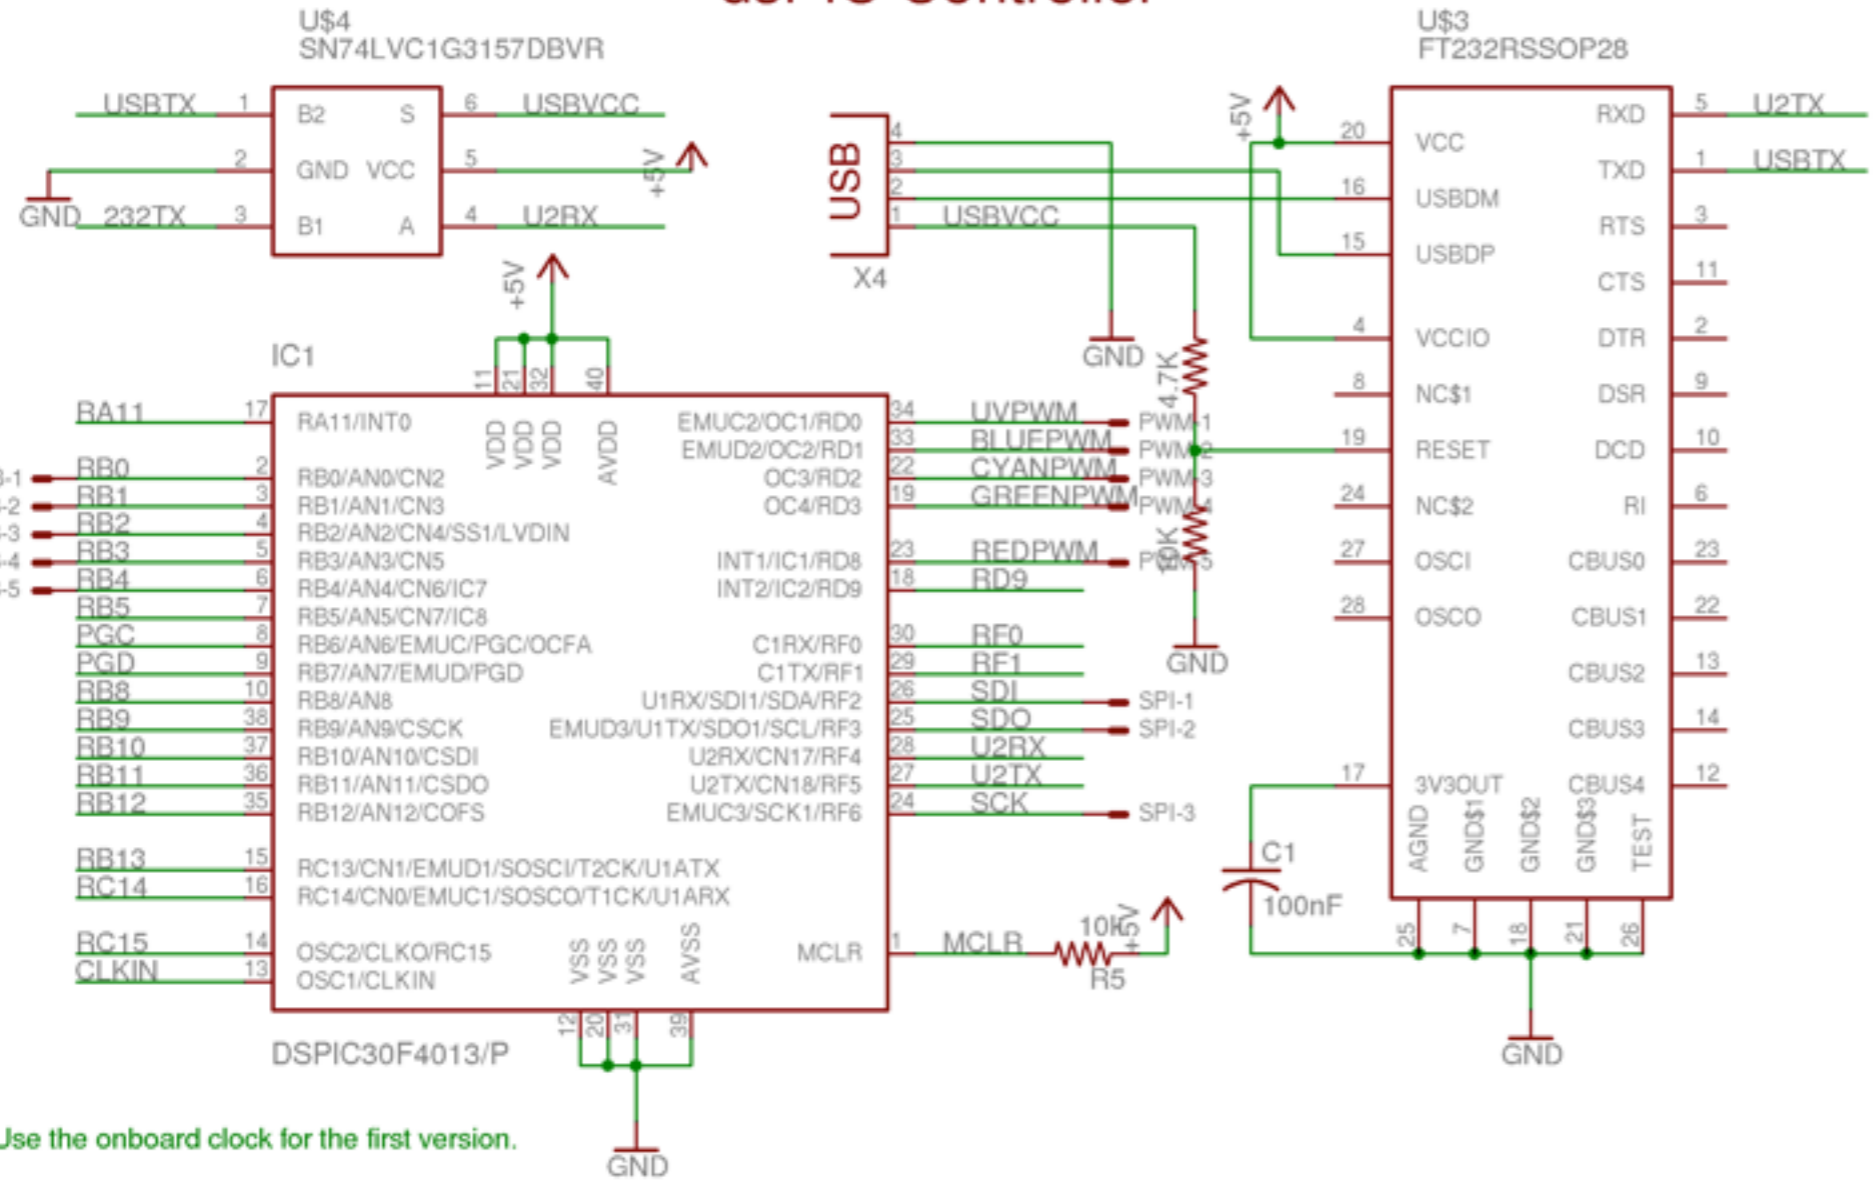 dsPIC Controller
U$4
SN74LVC1G3157DBVR
USBTX 1 B2 S 6 USBVCC
GND 2 GND VCC 5 +5V
232TX 3 B1 A 4 U2RX
USB
4
3
2
1 USBVCC
X4
GND
4.7K
10K
GND
U$3
FT232RSSOP28
+5V
20 VCC RXD 5 U2TX
TXD 1 USBTX
16 USBDM
RTS 3
15 USBDP
CTS 11
4 VCCIO DTR 2
8 NC$1 DSR 9
19 RESET DCD 10
24 NC$2 RI 6
27 OSCI CBUS0 23
28 OSCO CBUS1 22
CBUS2 13
CBUS3 14
17 3V3OUT CBUS4 12
AGND GND$1 GND$2 GND$3 TEST
25 7 18 21 26
C1
100nF
GND
+5V
IC1
11 21 32 40
VDD VDD VDD AVDD
RA11 17 RA11/INT0 EMUC2/OC1/RD0 34 UVPWM PWM-1
EMUD2/OC2/RD1 33 BLUEPWM PWM-2
-1 RB0 2 RB0/AN0/CN2 OC3/RD2 22 CYANPWM PWM-3
-2 RB1 3 RB1/AN1/CN3 OC4/RD3 19 GREENPWM PWM-4
-3 RB2 4 RB2/AN2/CN4/SS1/LVDIN
-4 RB3 5 RB3/AN3/CN5 INT1/IC1/RD8 23 REDPWM PWM-5
-5 RB4 6 RB4/AN4/CN6/IC7 INT2/IC2/RD9 18 RD9
RB5 7 RB5/AN5/CN7/IC8
PGC 8 RB6/AN6/EMUC/PGC/OCFA C1RX/RF0 30 RF0
PGD 9 RB7/AN7/EMUD/PGD C1TX/RF1 29 RF1
RB8 10 RB8/AN8 U1RX/SDI1/SDA/RF2 26 SDI SPI-1
RB9 38 RB9/AN9/CSCK EMUD3/U1TX/SDO1/SCL/RF3 25 SDO SPI-2
RB10 37 RB10/AN10/CSDI U2RX/CN17/RF4 28 U2RX
RB11 36 RB11/AN11/CSDO U2TX/CN18/RF5 27 U2TX
RB12 35 RB12/AN12/COFS EMUC3/SCK1/RF6 24 SCK SPI-3
RB13 15 RC13/CN1/EMUD1/SOSCI/T2CK/U1ATX
RC14 16 RC14/CN0/EMUC1/SOSCO/T1CK/U1ARX
RC15 14 OSC2/CLKO/RC15 MCLR 1 MCLR 10K +5V
CLKIN 13 OSC1/CLKIN R5
VSS VSS VSS AVSS
12 20 31 39
DSPIC30F4013/P
GND
Use the onboard clock for the first version.